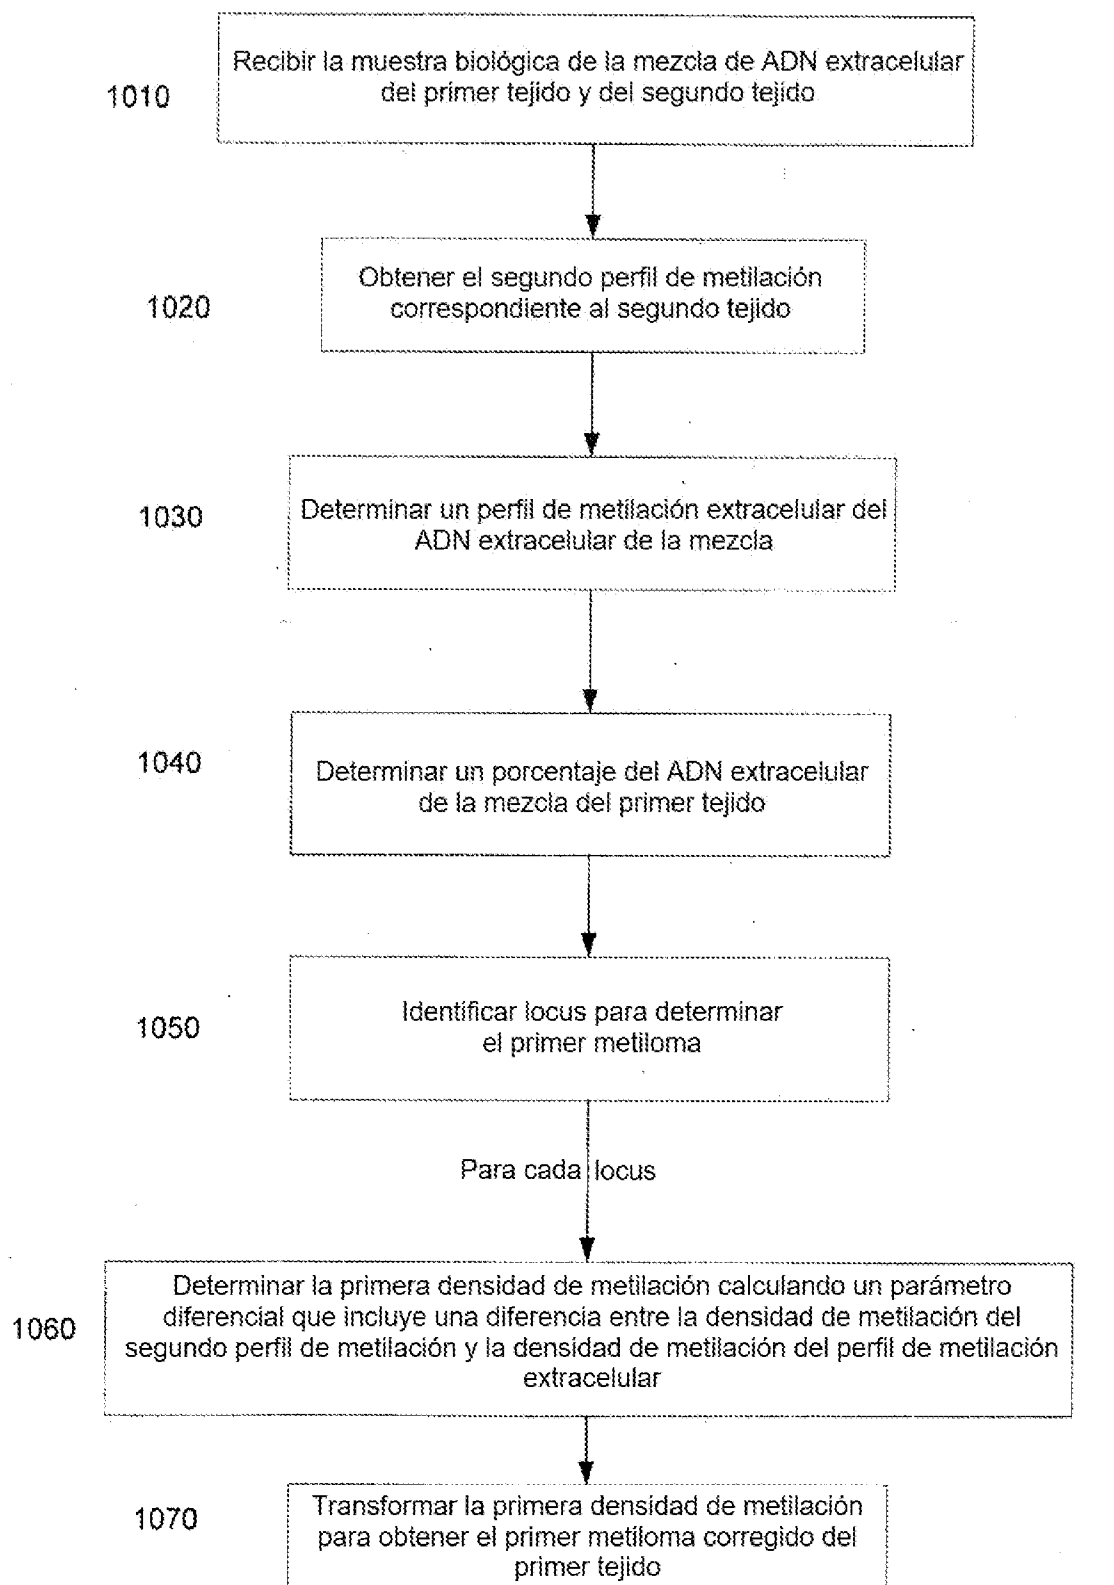 Recibir la muestra biológica de la mezcla de ADN extracelular
del primer tejido y del segundo tejido
1010
Obtener el segundo perfil de metilación
correspondiente al segundo tejido
1020
Determinar un perfil de metilación extracelular del
ADN extracelular de la mezcla
1030
Determinar un porcentaje del ADN extracelular
de la mezcla del primer tejido
1040
Identificar locus para determinar
el primer metiloma
1050
Para cada locus
Determinar la primera densidad de metilación calculando un parámetro
diferencial que incluye una diferencia entre la densidad de metilación del
segundo perfil de metilación y la densidad de metilación del perfil de metilación
extracelular
1060
Transformar la primera densidad de metilación
para obtener el primer metiloma corregido del
primer tejido
1070